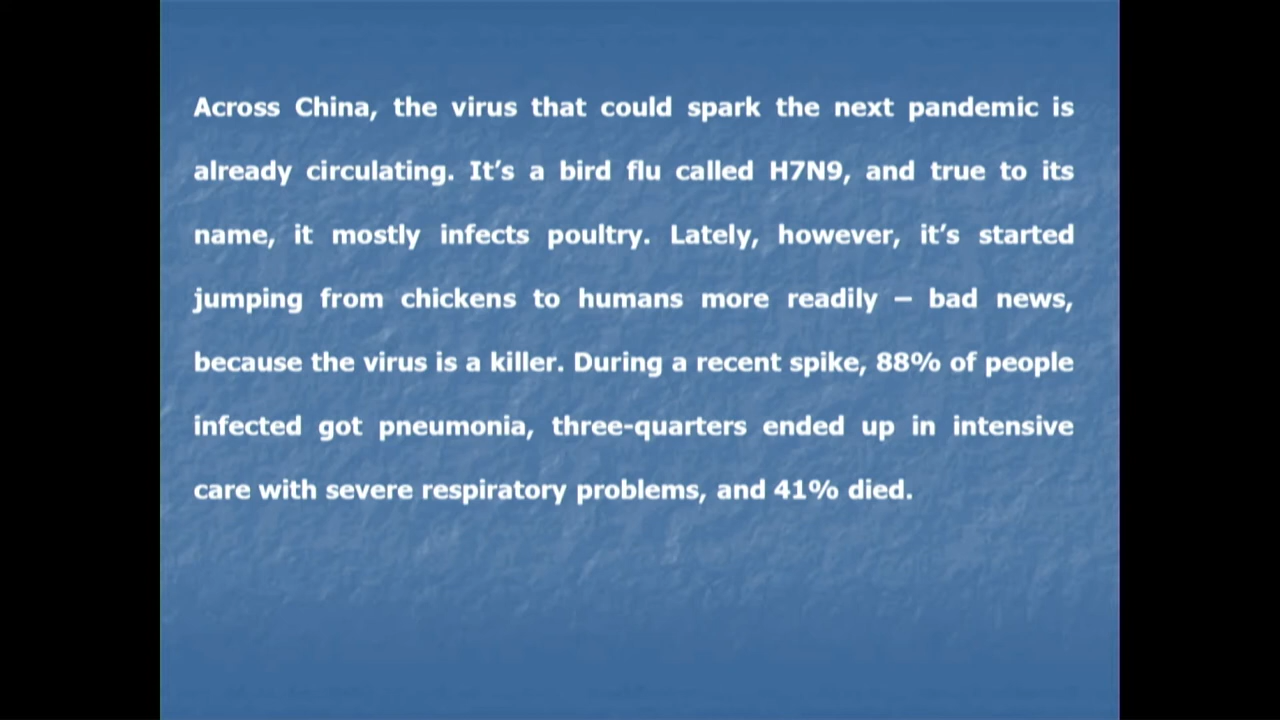 Across China, the virus that could spark the next pandemic is
already circulating. It’s a bird flu called H7N9, and true to its
name, it mostly infects poultry. Lately, however, it’s started
jumping from chickens to humans more readily – bad news,
because the virus is a killer. During a recent spike, 88% of people
infected got pneumonia, three-quarters ended up in intensive
care with severe respiratory problems, and 41% died.